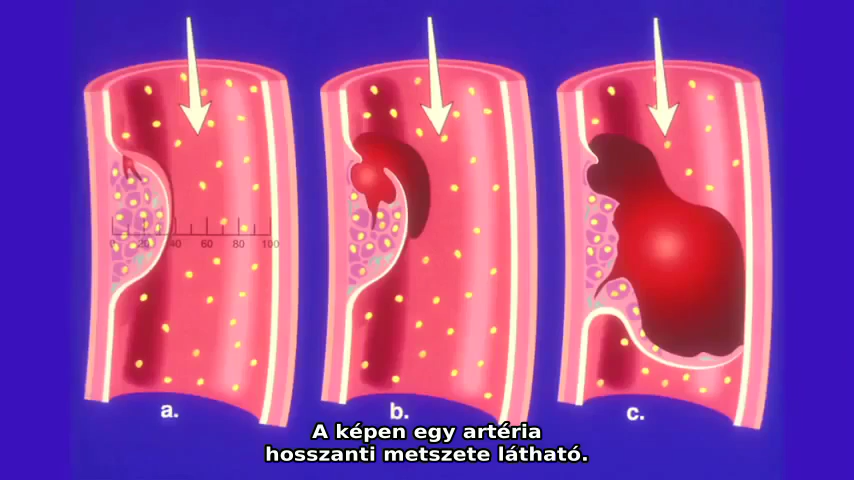 0 20 40 60 80 100
a. b. c.
A képen egy artéria
hosszanti metszete látható.